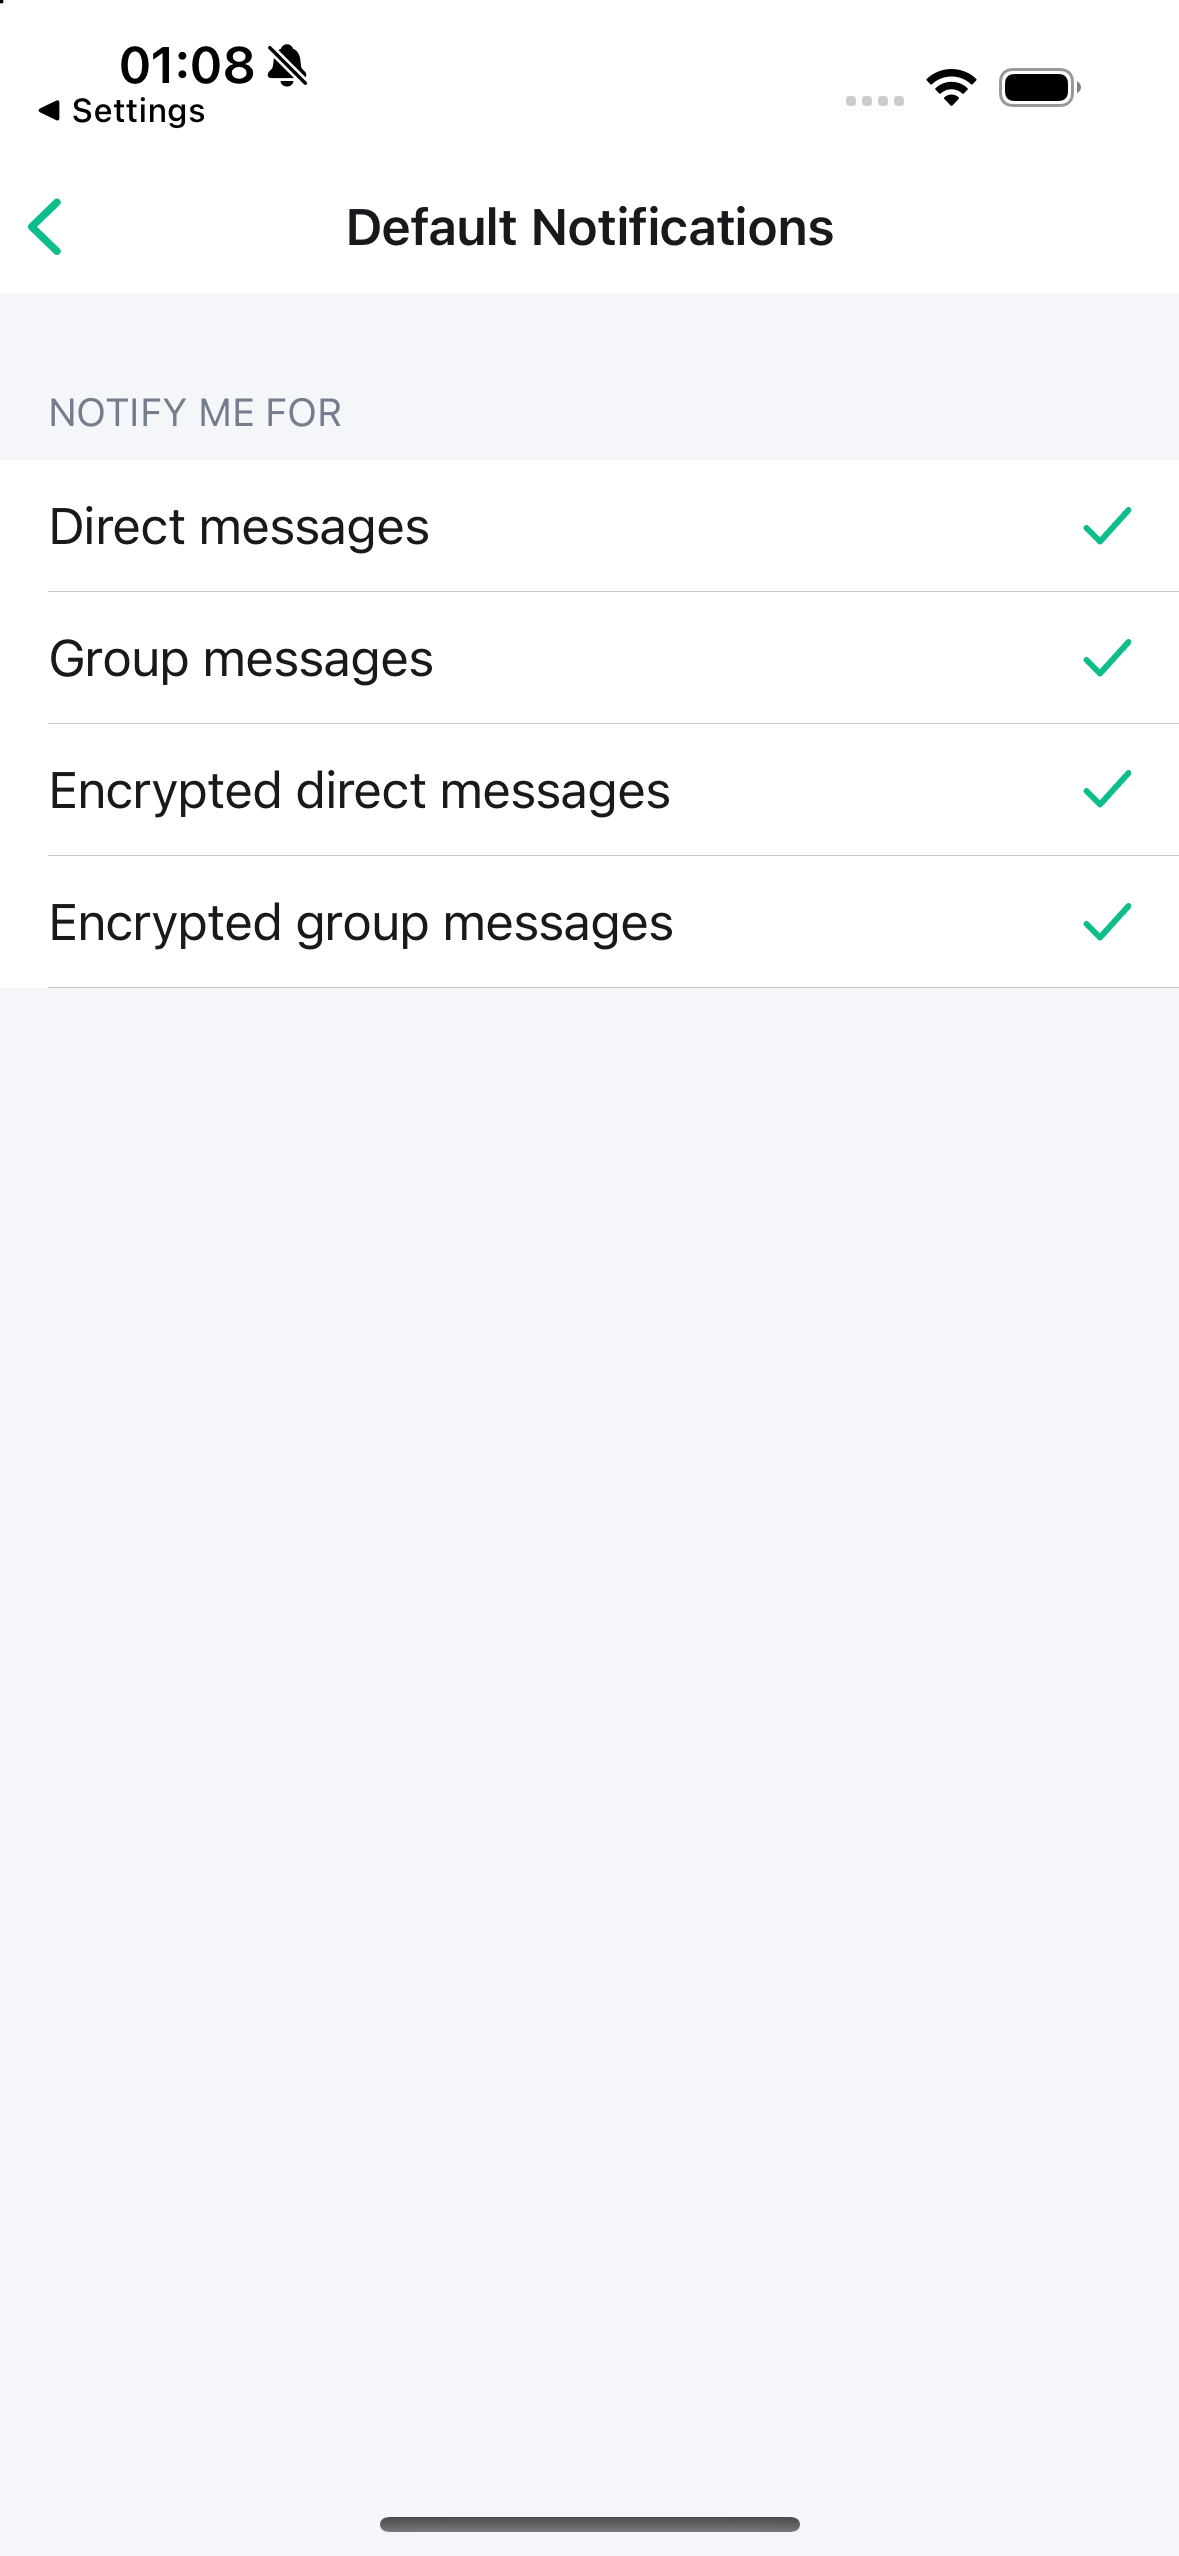 01:08
Settings
Default Notifications
NOTIFY ME FOR
Direct messages
Group messages
Encrypted direct messages
Encrypted group messages